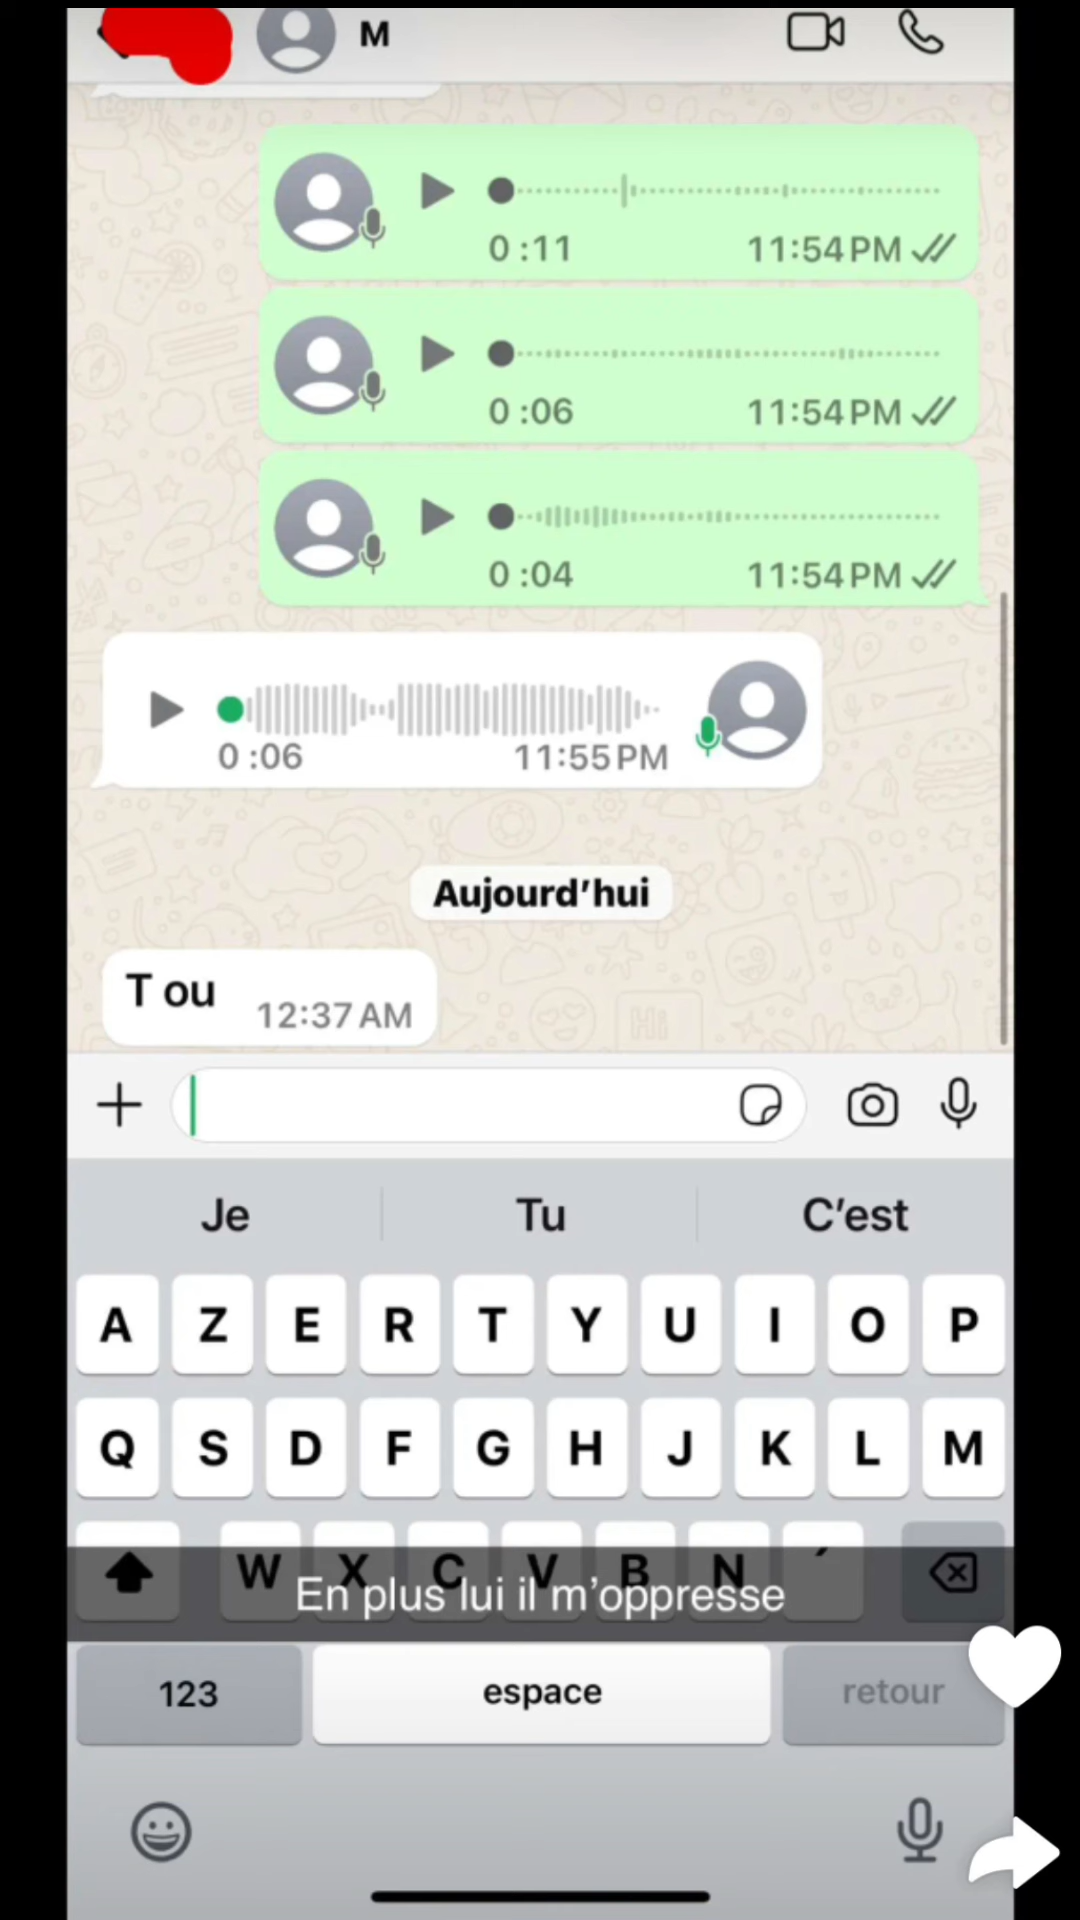 M
0 :11 11:54 PM
0 :06 11:54 PM
0 :04 11:54 PM
0 :06 11:55 PM
Aujourd'hui
T ou 12:37 AM
Je Tu C'est
A Z E R T Y U I O P
Q S D F G H J K L M
W X C V B N ´
En plus lui il m'oppresse
123 espace retour